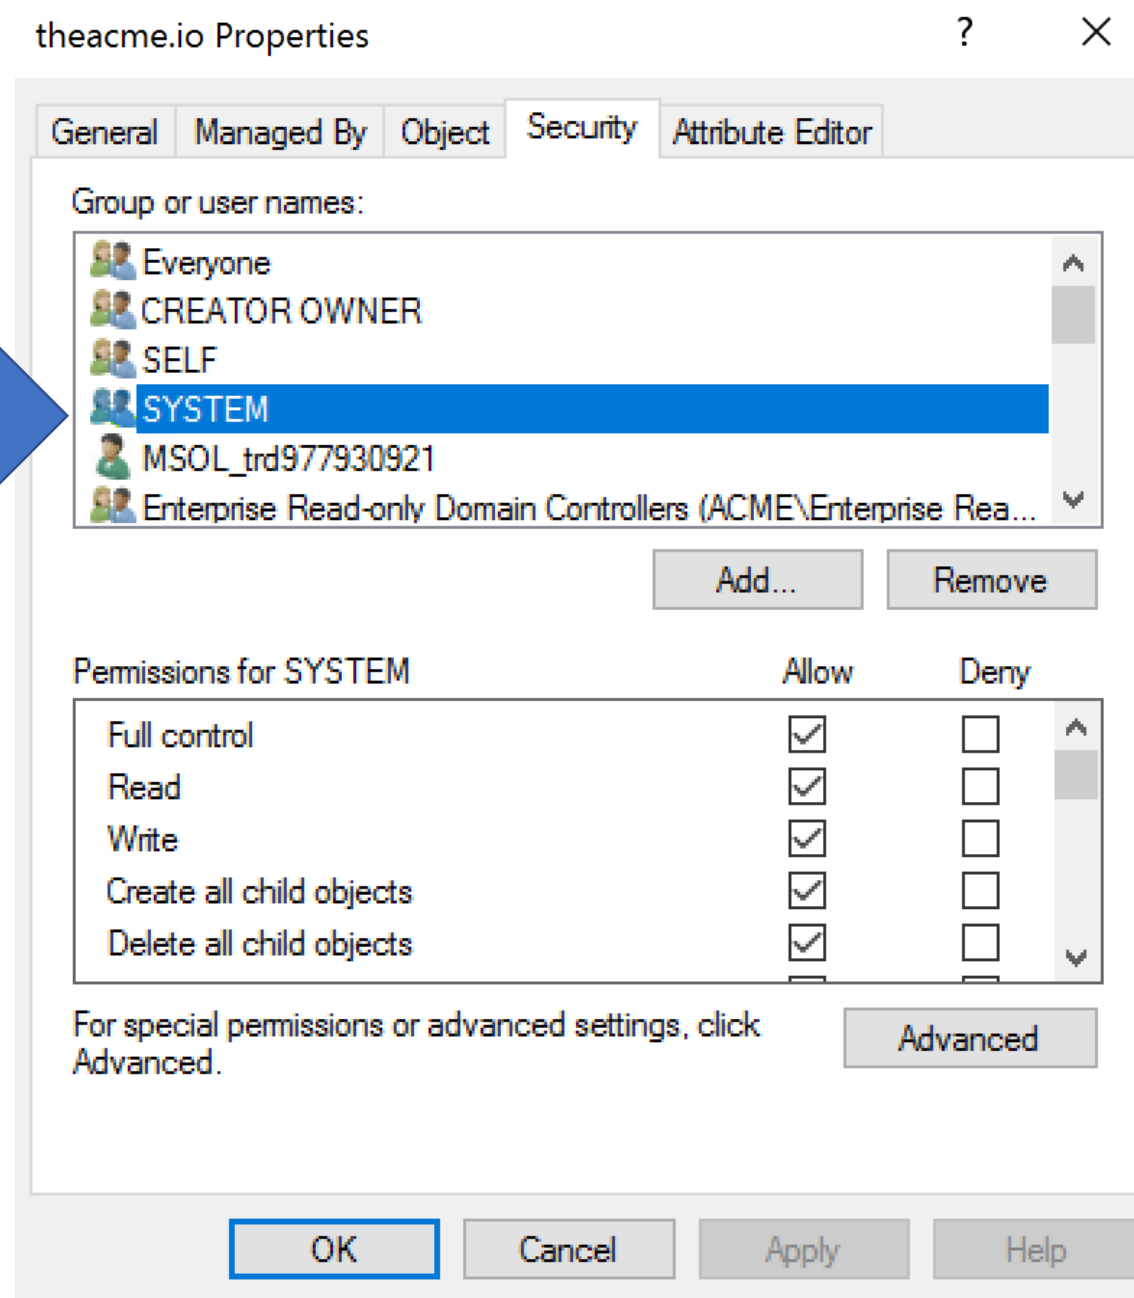 theacme.io Properties ? ×
General Managed By Object Security Attribute Editor
Group or user names:
Everyone
CREATOR OWNER
SELF
SYSTEM
MSOL_trd977930921
Enterprise Read-only Domain Controllers (ACME\Enterprise Rea...
Add... Remove
Permissions for SYSTEM Allow Deny
Full control
Read
Write
Create all child objects
Delete all child objects
For special permissions or advanced settings, click Advanced
Advanced.
OK Cancel Apply Help